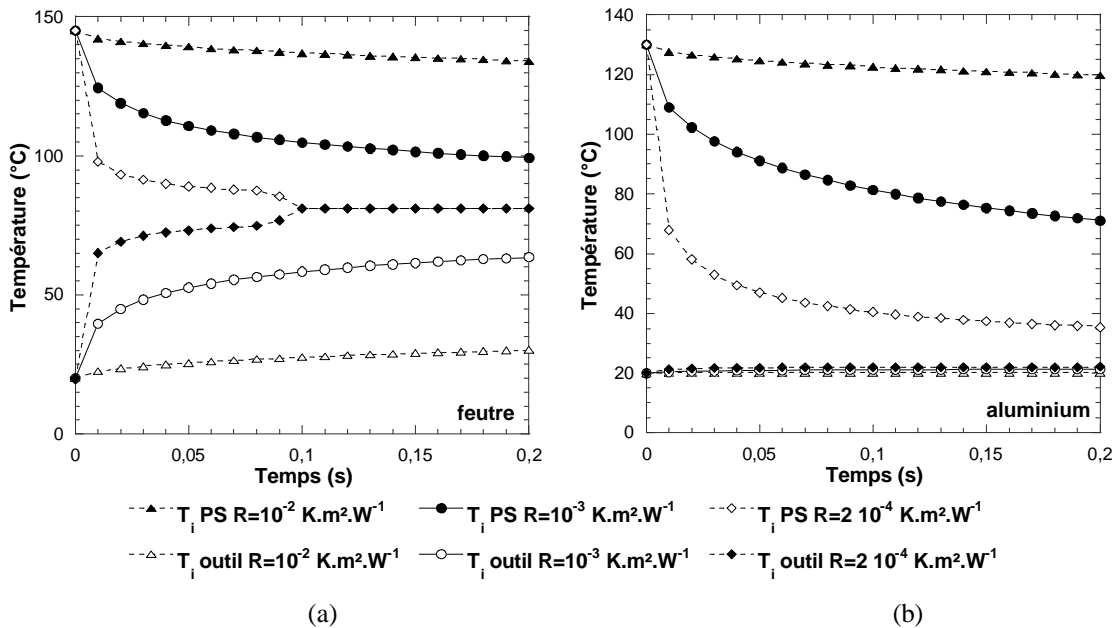 150
100
50
0
Température (°C)
0
0,05
0,1
0,15
0,2
Temps (s)
feutre
140
120
100
80
60
40
20
0
Température (°C)
0
0,05
0,1
0,15
0,2
Temps (s)
aluminium
T_i PS R=10^-2 K.m².W^-1
T_i PS R=10^-3 K.m².W^-1
T_i PS R=2 10^-4 K.m².W^-1
T_i outil R=10^-2 K.m².W^-1
T_i outil R=10^-3 K.m².W^-1
T_i outil R=2 10^-4 K.m².W^-1
(a)
(b)